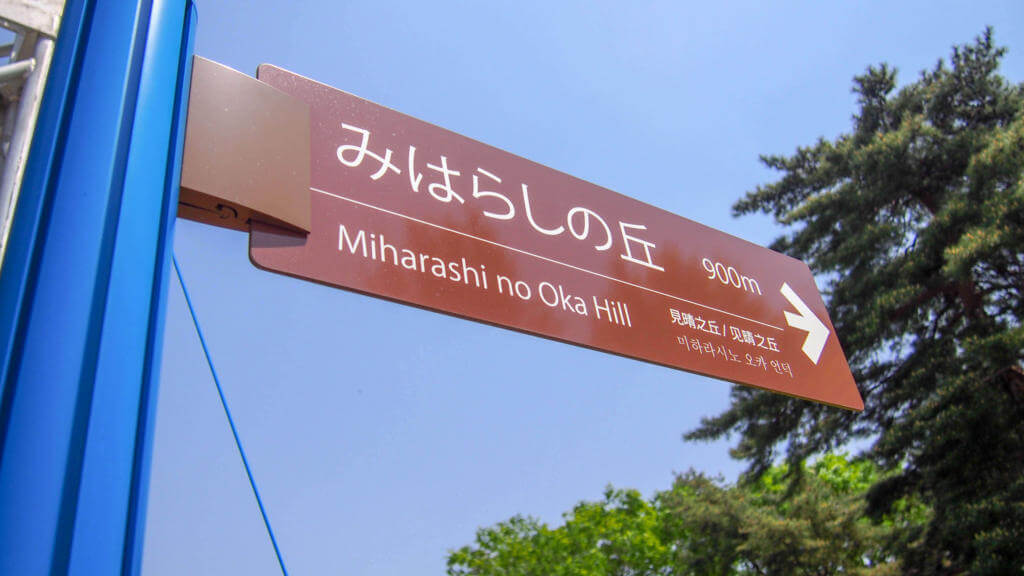 みはらしの丘 900m
Miharashi no Oka Hill
見晴之丘 / 见晴之丘
미하라시노 오카 언덕